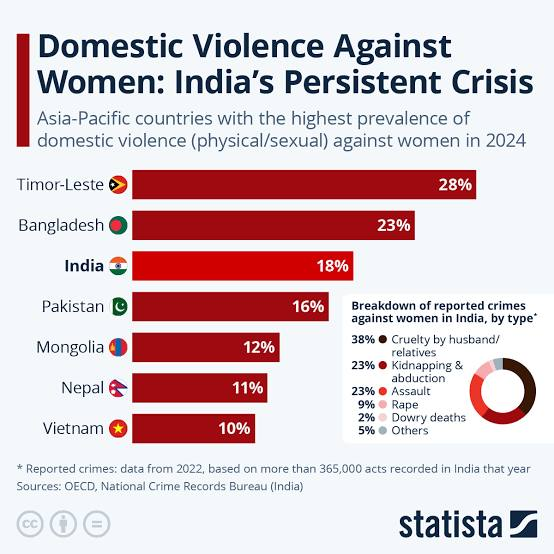 Domestic Violence Against
Women: India's Persistent Crisis
Asia-Pacific countries with the highest prevalence of
domestic violence (physical/sexual) against women in 2024
Timor-Leste 28%
Bangladesh 23%
India 18%
Pakistan 16%
Mongolia 12%
Nepal 11%
Vietnam 10%
Breakdown of reported crimes
against women in India, by type*
38% Cruelty by husband/
relatives
23% Kidnapping &
abduction
23% Assault
9% Rape
2% Dowry deaths
5% Others
* Reported crimes: data from 2022, based on more than 365,000 acts recorded in India that year
Sources: OECD, National Crime Records Bureau (India)
cc
statista